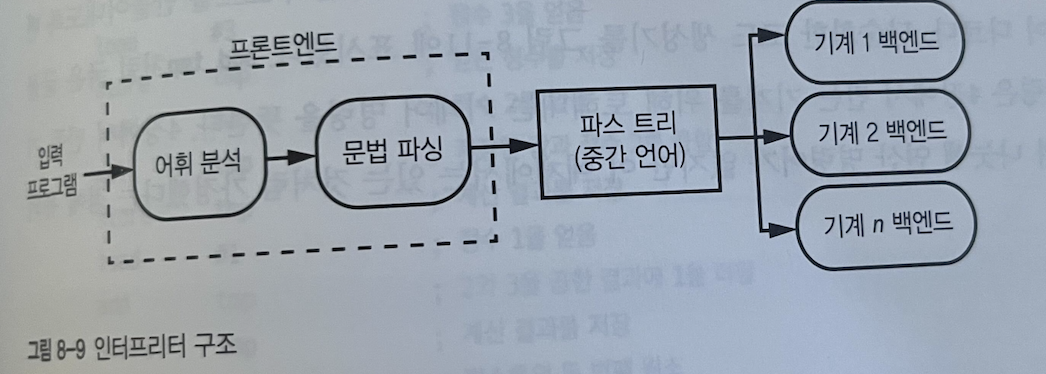 프론트엔드
입력
프로그램
어휘 분석
문법 파싱
파스 트리
(중간 언어)
기계 1 백엔드
기계 2 백엔드
기계 n 백엔드
그림 8-9 인터프리터 구조